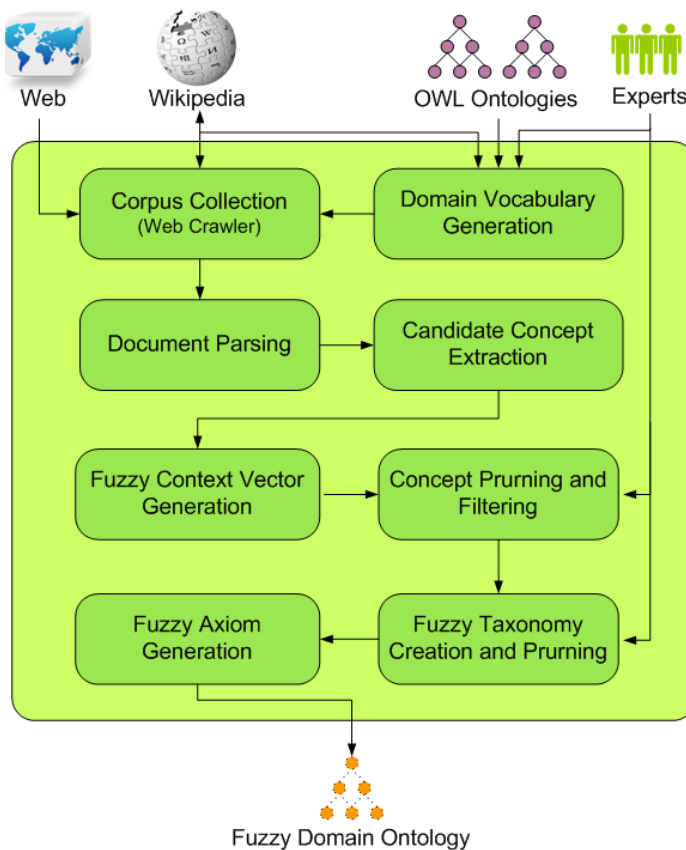 Web
Wikipedia
OWL Ontologies
Experts
Corpus Collection
(Web Crawler)
Domain Vocabulary
Generation
Document Parsing
Candidate Concept
Extraction
Fuzzy Context Vector
Generation
Concept Prurning and
Filtering
Fuzzy Axiom
Generation
Fuzzy Taxonomy
Creation and Prurning
Fuzzy Domain Ontology